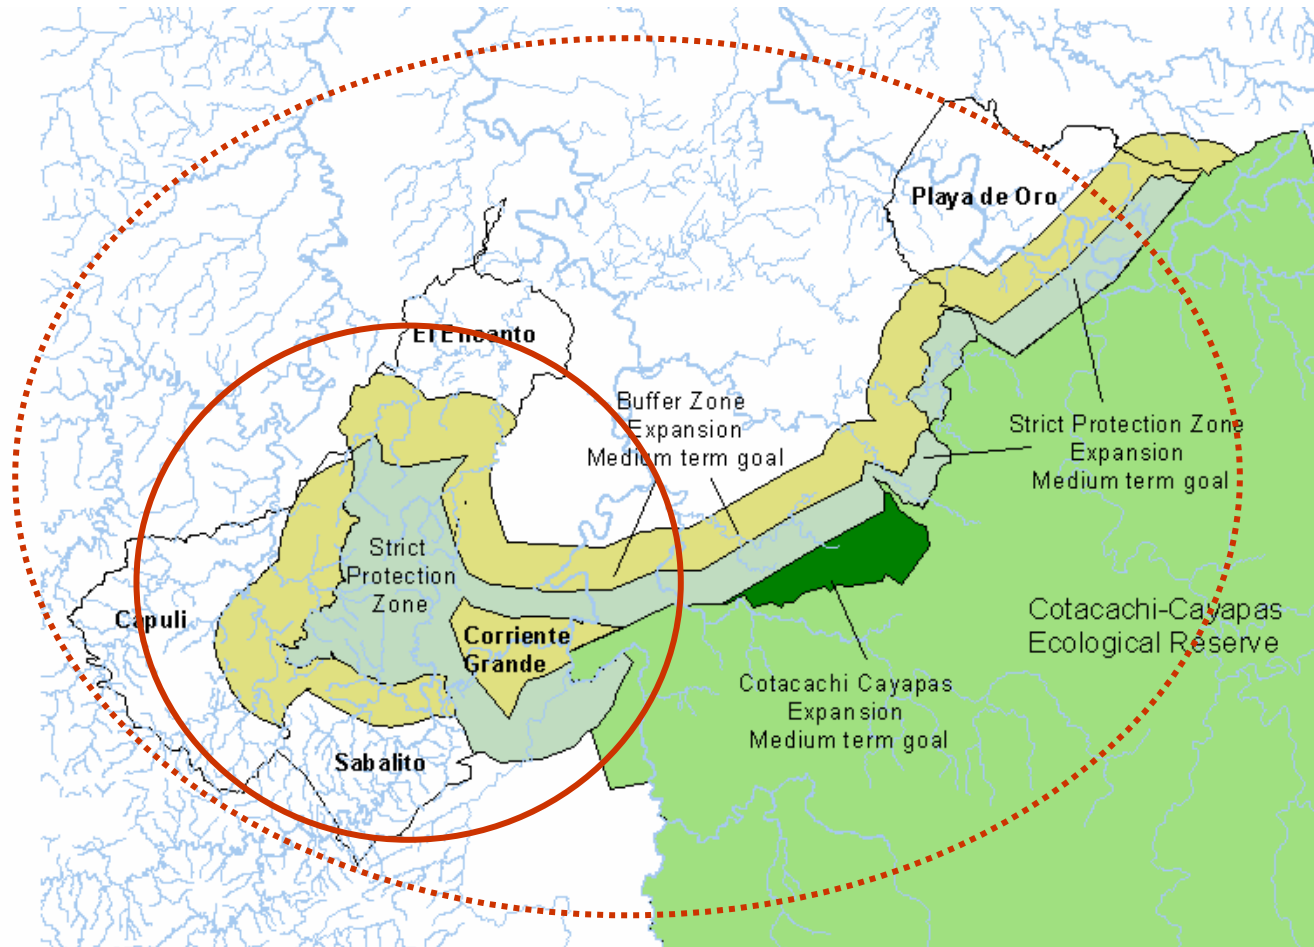 Playa de Oro
El Encanto
Buffer Zone
Expansion
Medium term goal
Strict Protection Zone
Expansion
Medium term goal
Strict
Protection
Zone
Capuli
Corriente
Grande
Cotacachi-Cayapas
Ecological Reserve
Cotacachi Cayapas
Expansion
Medium term goal
Sabalito